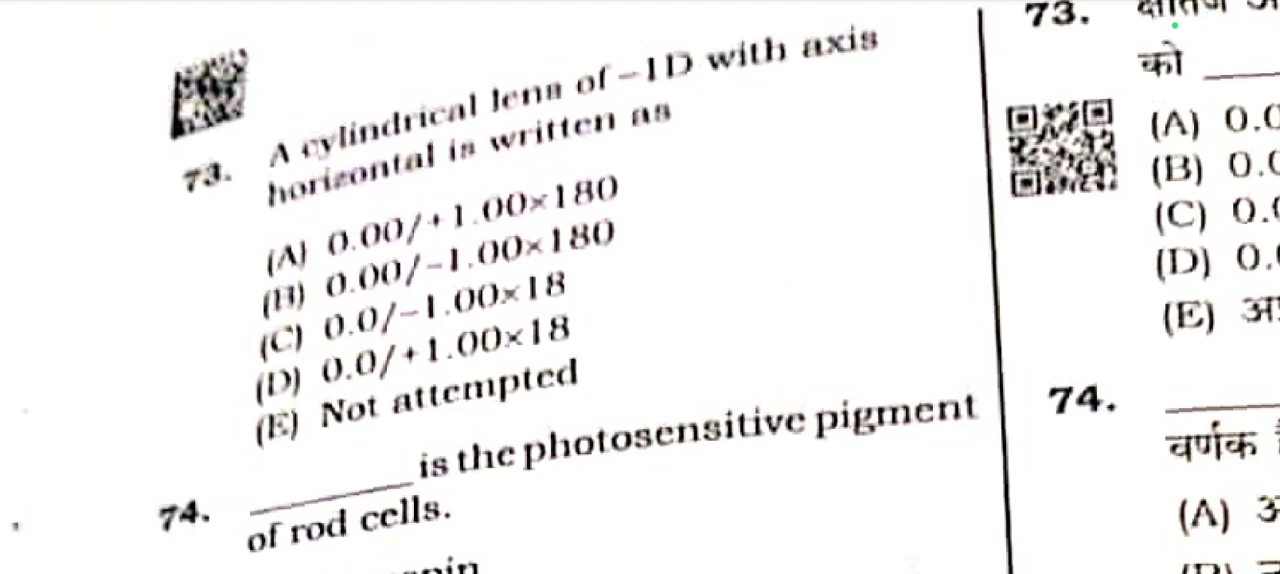 73. A cylindrical lens of –1D with axis
horizontal is written as
(A) 0.00/+1.00×180
(B) 0.00/–1.00×180
(C) 0.0/–1.00×18
(D) 0.0/+1.00×18
(E) Not attempted
74. ________ is the photosensitive pigment
of rod cells.
73.
को
(A) 0.0
(B) 0.0
(C) 0.
(D) 0.
(E)
74.
वर्णक
(A)